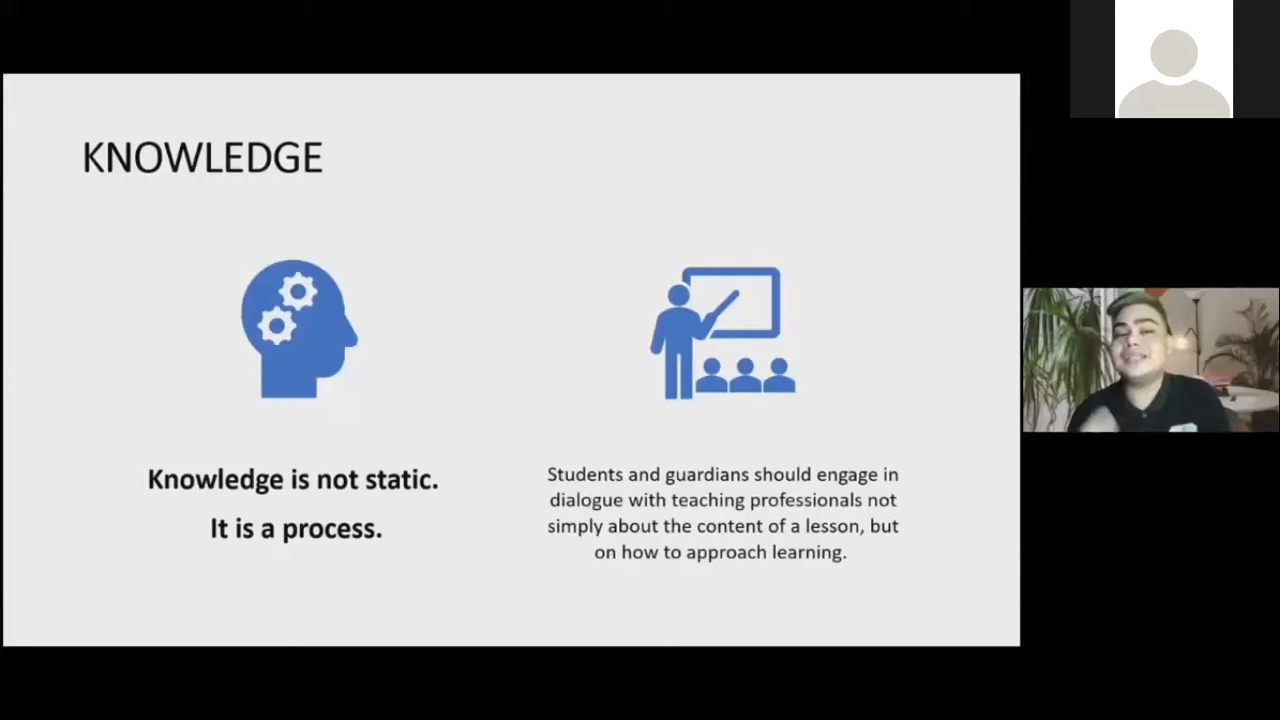 KNOWLEDGE
Knowledge is not static.
It is a process.
Students and guardians should engage in
dialogue with teaching professionals not
simply about the content of a lesson, but
on how to approach learning.